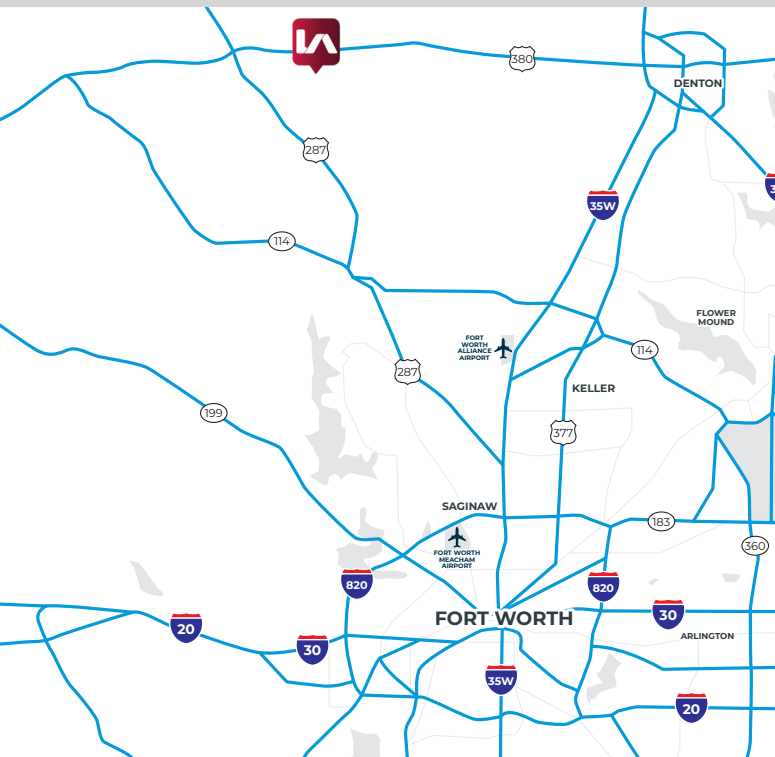 380
DENTON
287
35W
114
FLOWER
MOUND
FORT
WORTH
ALLIANCE
AIRPORT
114
287
KELLER
199
377
SAGINAW
183
FORT WORTH
MEACHAM
AIRPORT
360
820
820
FORT WORTH
30
20
ARLINGTON
30
35W
20